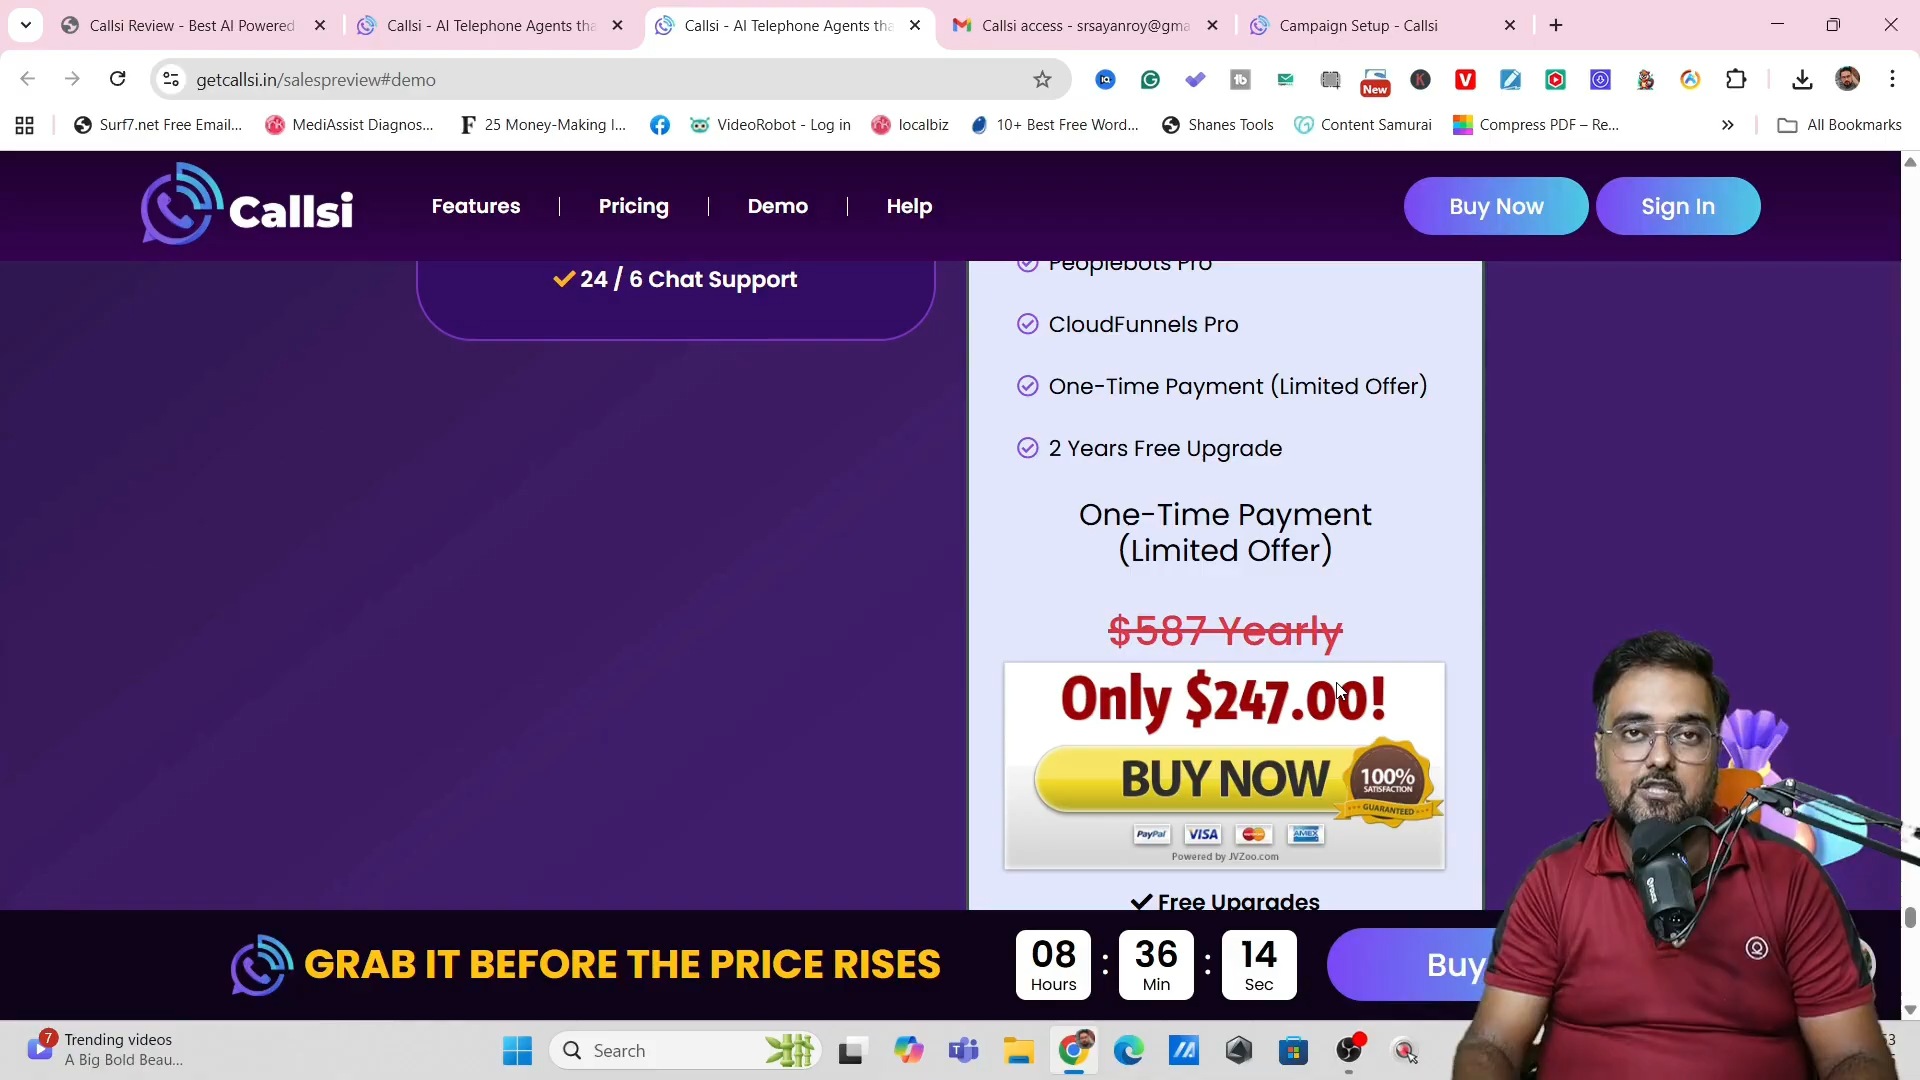 Callsi Review - Best AI Powered
Callsi - AI Telephone Agents tha
Callsi - AI Telephone Agents tha
Callsi access - srsayanroy@gma
Campaign Setup - Callsi
getcallsi.in/salespreview#demo
New
Surf7.net Free Email...
MediAssist Diagnos...
25 Money-Making I...
VideoRobot - Log in
localbiz
10+ Best Free Word...
Shanes Tools
Content Samurai
Compress PDF – Re...
All Bookmarks
Callsi
Features
Pricing
Demo
Help
Buy Now
Sign In
24 / 6 Chat Support
Peoplebots Pro
CloudFunnels Pro
One-Time Payment (Limited Offer)
2 Years Free Upgrade
One-Time Payment
(Limited Offer)
$587 Yearly
Only $247.00!
BUY NOW
100%
SATISFACTION
GUARANTEED
PayPal
VISA
MasterCard
AMEX
Powered by JVZoo.com
Free Upgrades
GRAB IT BEFORE THE PRICE RISES
08 : 36 : 14
Hours Min Sec
Buy
7
Trending videos
A Big Bold Beau...
Search